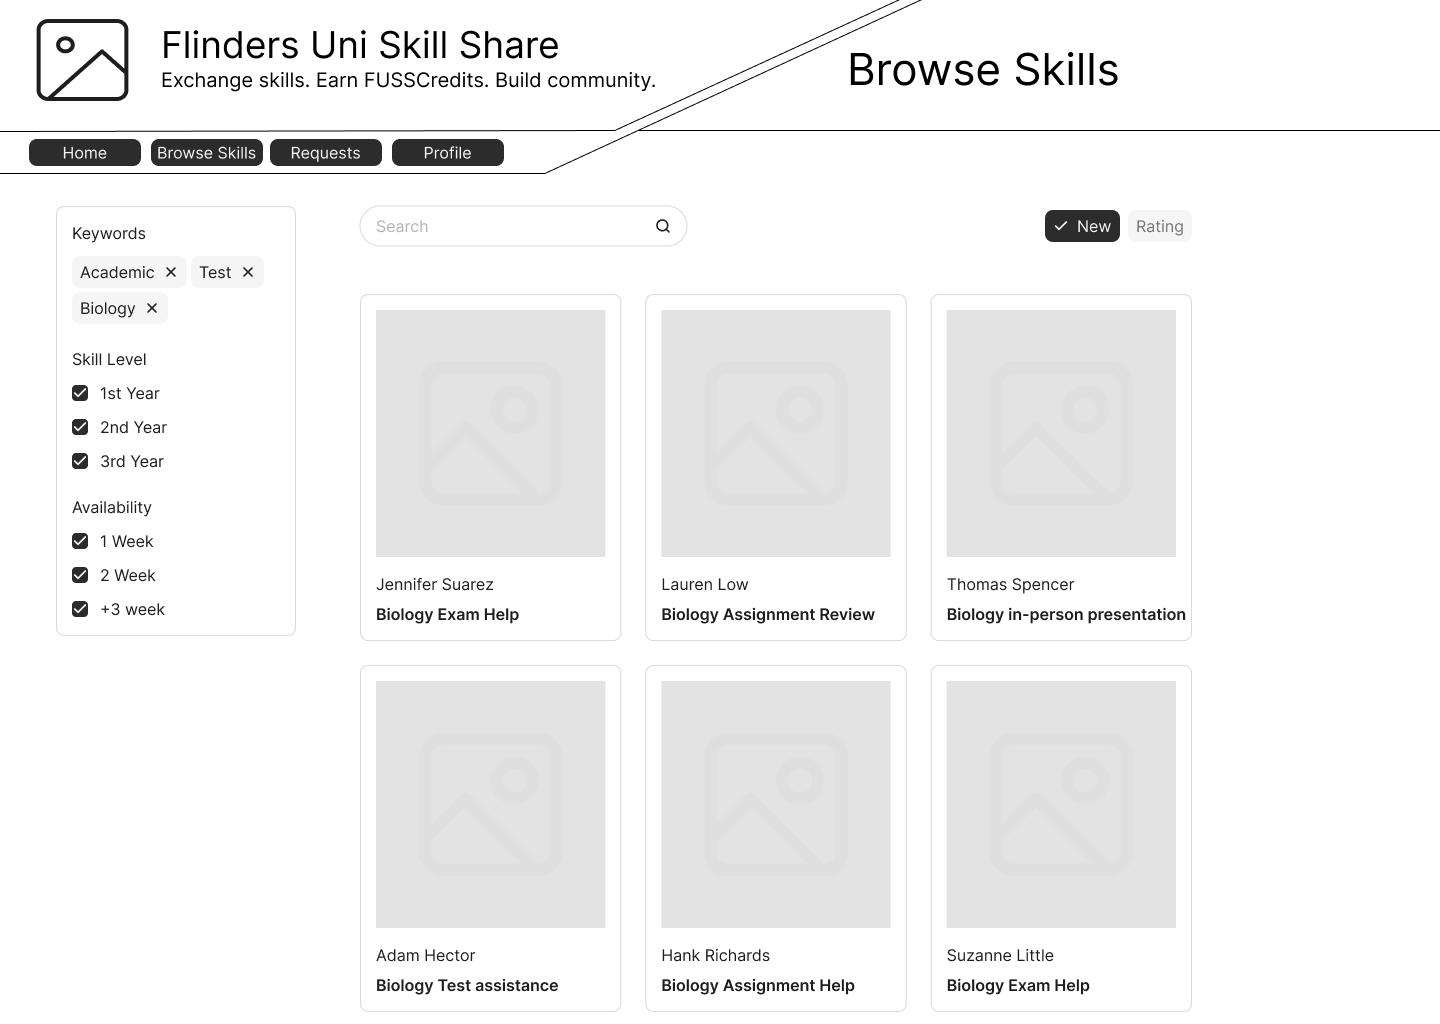 Flinders Uni Skill Share
Exchange skills. Earn FUSSCredits. Build community.
Browse Skills
Home
Browse Skills
Requests
Profile
Keywords
Academic
Test
Biology
Skill Level
1st Year
2nd Year
3rd Year
Availability
1 Week
2 Week
+3 week
Search
New
Rating
Jennifer Suarez
Biology Exam Help
Lauren Low
Biology Assignment Review
Thomas Spencer
Biology in-person presentation
Adam Hector
Biology Test assistance
Hank Richards
Biology Assignment Help
Suzanne Little
Biology Exam Help